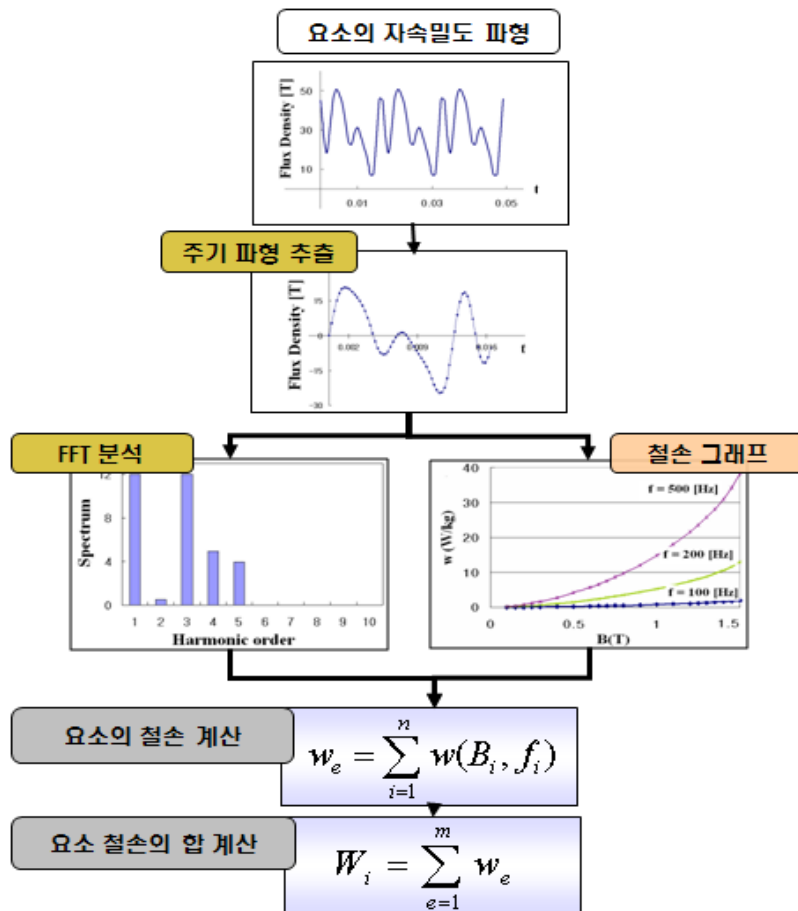 요소의 자속밀도 파형
Flux Density [T]
50
30
10
0.01
0.03
0.05
t
주기 파형 추출
Flux Density [T]
15
0
-15
-30
0.002
0.009
0.016
t
FFT 분석
Spectrum
12
8
4
0
1 2 3 4 5 6 7 8 9 10
Harmonic order
철손 그래프
w (W/kg)
40
30
20
10
0
f = 500 [Hz]
f = 200 [Hz]
f = 100 [Hz]
0 0.5 1 1.5
B(T)
요소의 철손 계산
w_e = \sum_{i=1}^{n} w(B_i, f_i)
요소 철손의 합 계산
W_i = \sum_{e=1}^{m} w_e